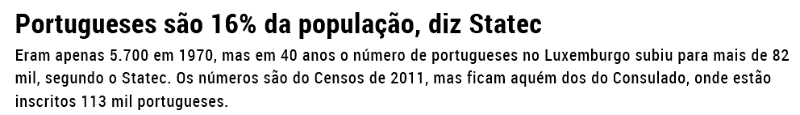 Portugueses são 16% da população, diz Statec
Eram apenas 5.700 em 1970, mas em 40 anos o número de portugueses no Luxemburgo subiu para mais de 82
mil, segundo o Statec. Os números são do Censos de 2011, mas ficam aquém dos do Consulado, onde estão
inscritos 113 mil portugueses.